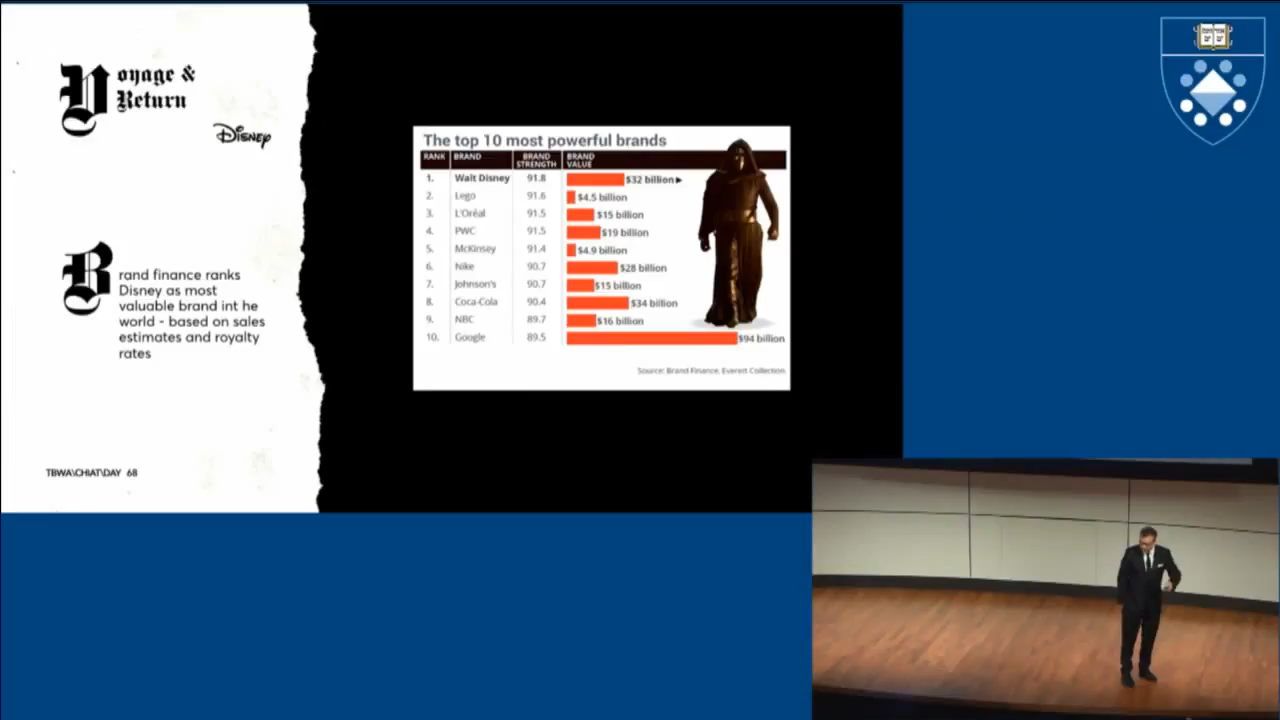 Voyage &
Return
Disney
Brand finance ranks
Disney as most
valuable brand int he
world - based on sales
estimates and royalty
rates
TBWA\CHIAT\DAY 68
The top 10 most powerful brands
RANK BRAND BRAND STRENGTH BRAND VALUE
1. Walt Disney 91.8 $32 billion▶
2. Lego 91.6 $4.5 billion
3. L'Oréal 91.5 $15 billion
4. PWC 91.5 $19 billion
5. McKinsey 91.4 $4.9 billion
6. Nike 90.7 $28 billion
7. Johnson's 90.7 $15 billion
8. Coca-Cola 90.4 $34 billion
9. NBC 89.7 $16 billion
10. Google 89.5 $94 billion
Source: Brand Finance, Everett Collection